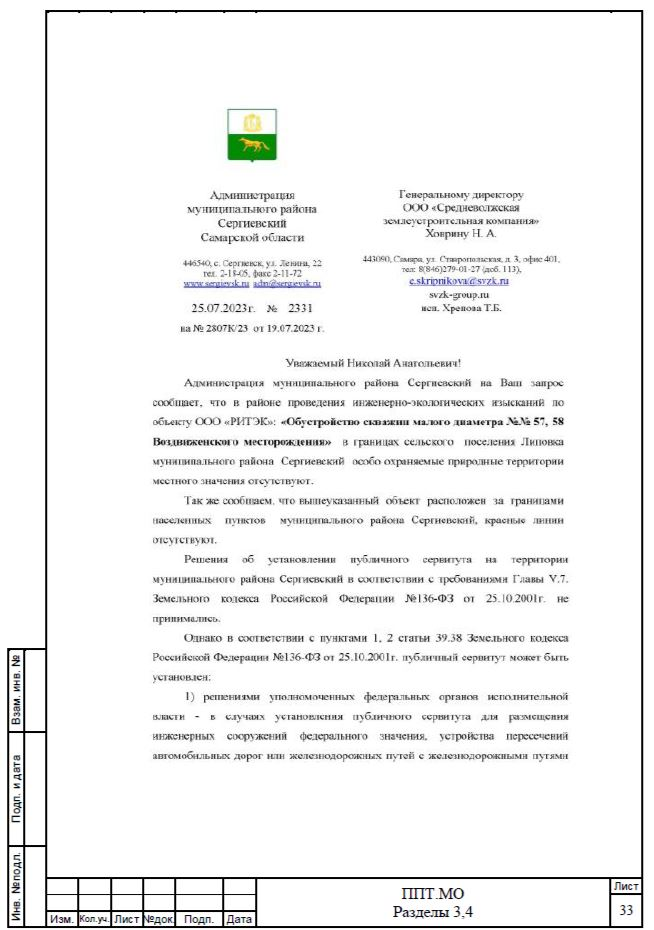 Администрация
муниципального района
Сергиевский
Самарской области
446540, с. Сергиевск, ул. Ленина, 22
тел. 2-18-05, факс 2-11-72
www.sergievsk.ru adm@sergievsk.ru
25.07.2023г. № 2331
на № 2807К/23 от 19.07.2023 г.
Генеральному директору
ООО «Средневолжская
землеустроительная компания»
Ховрину Н. А.
443090, Самара, ул. Ставропольская, д. 3, офис 401,
тел: 8(846)279-01-27 (доб. 113),
e.skripnikova@svzk.ru
svzk-group.ru
исп. Хренова Т.Б.
Уважаемый Николай Анатольевич!
Администрация муниципального района Сергиевский на Ваш запрос
сообщает, что в районе проведения инженерно-экологических изысканий по
объекту ООО «РИТЭК»: «Обустройство скважин малого диаметра №№ 57, 58
Воздвиженского месторождения» в границах сельского поселения Липовка
муниципального района Сергиевский особо охраняемые природные территории
местного значения отсутствуют.
Так же сообщаем, что вышеуказанный объект расположен за границами
населенных пунктов муниципального района Сергиевский, красные линии
отсутствуют.
Решения об установлении публичного сервитута на территории
муниципального района Сергиевский в соответствии с требованиями Главы V.7.
Земельного кодекса Российской Федерации №136-ФЗ от 25.10.2001г. не
принимались.
Однако в соответствии с пунктами 1, 2 статьи 39.38 Земельного кодекса
Российской Федерации №136-ФЗ от 25.10.2001г. публичный сервитут может быть
установлен:
1) решениями уполномоченных федеральных органов исполнительной
власти - в случаях установления публичного сервитута для размещения
инженерных сооружений федерального значения, устройства пересечений
автомобильных дорог или железнодорожных путей с железнодорожными путями
Взам. инв. №
Подп. и дата
Инв. №подл.
Изм. Кол.уч. Лист №док. Подп. Дата
ППТ.МО
Разделы 3,4
Лист
33